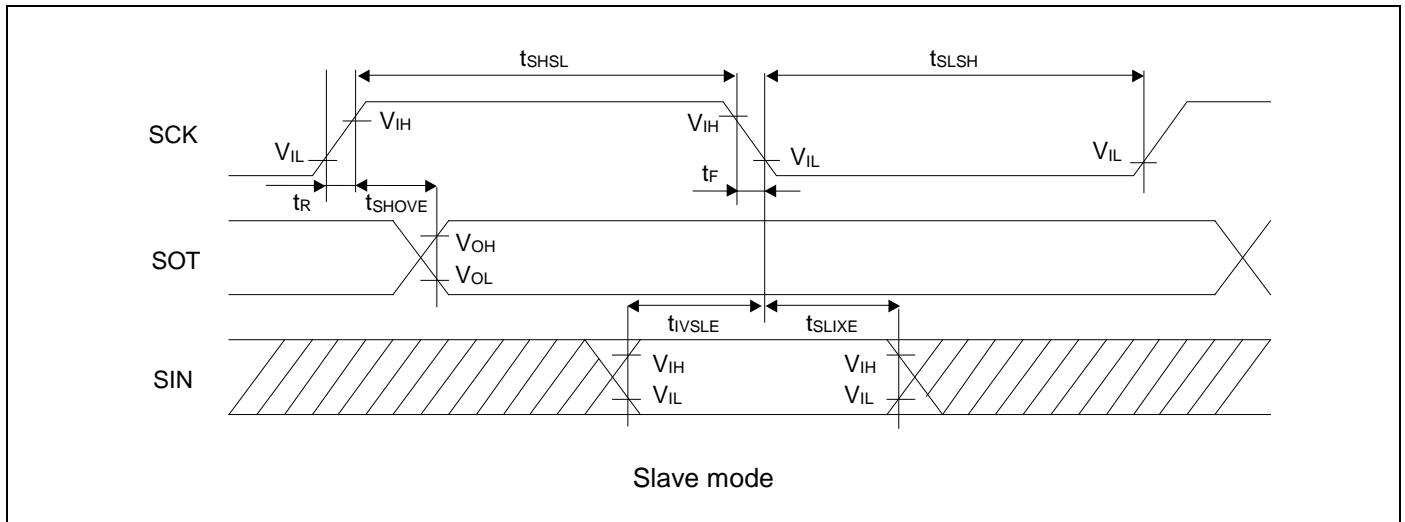 tSHSL
tSLSH
SCK
VIH
VIH
VIL
VIL
VIL
tF
tR
tSHOVE
SOT
VOH
VOL
tIVSLE
tSLIXE
SIN
VIH
VIH
VIL
VIL
Slave mode